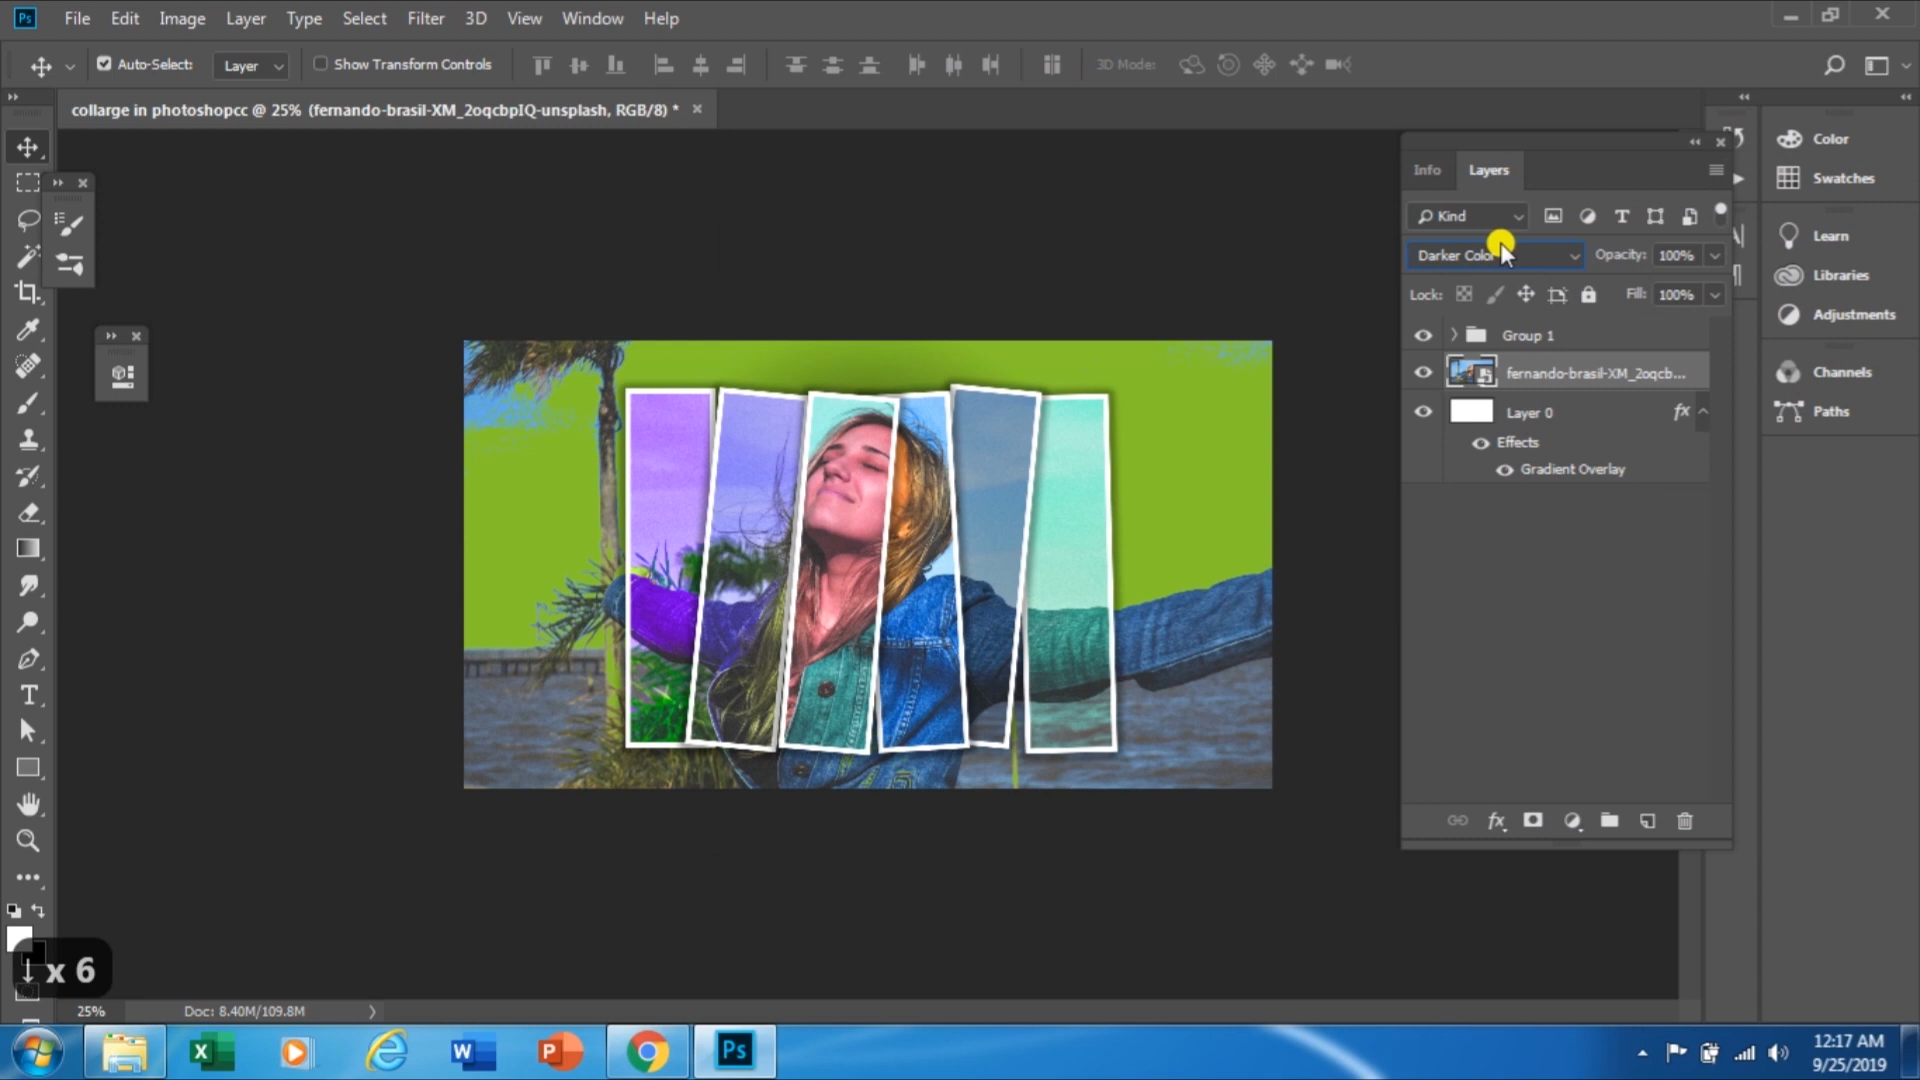 Ps File Edit Image Layer Type Select Filter 3D View Window Help
Auto-Select: Layer Show Transform Controls 3D Mode:
collarge in photoshopcc @ 25% (fernando-brasil-XM_2oqcbpIQ-unsplash, RGB/8) *
Info Layers
Kind
Darker Color Opacity: 100%
Lock: Fill: 100%
Group 1
fernando-brasil-XM_2oqcb...
Layer 0 fx
Effects
Gradient Overlay
fx
Color
Swatches
Learn
Libraries
Adjustments
Channels
Paths
x 6
25% Doc: 8.40M/109.8M
Ps
12:17 AM
9/25/2019